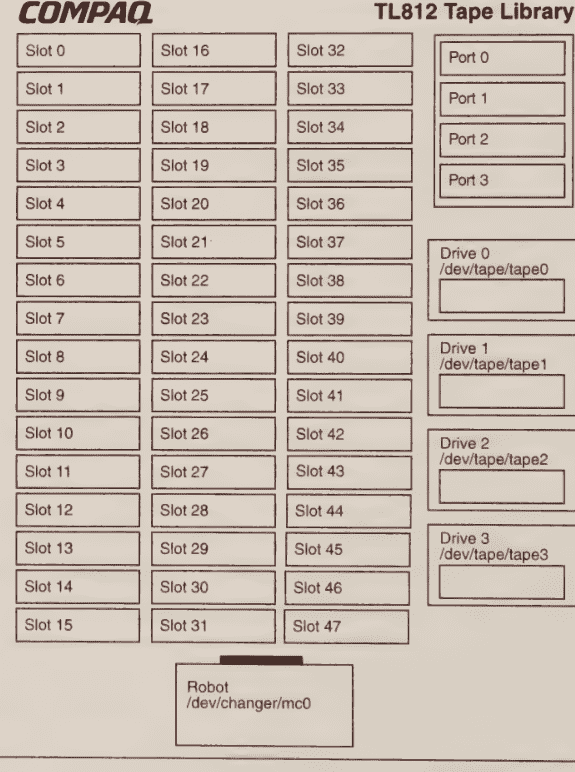 COMPAQ
TL812 Tape Library
Slot 0
Slot 1
Slot 2
Slot 3
Slot 4
Slot 5
Slot 6
Slot 7
Slot 8
Slot 9
Slot 10
Slot 11
Slot 12
Slot 13
Slot 14
Slot 15
Slot 16
Slot 17
Slot 18
Slot 19
Slot 20
Slot 21
Slot 22
Slot 23
Slot 24
Slot 25
Slot 26
Slot 27
Slot 28
Slot 29
Slot 30
Slot 31
Slot 32
Slot 33
Slot 34
Slot 35
Slot 36
Slot 37
Slot 38
Slot 39
Slot 40
Slot 41
Slot 42
Slot 43
Slot 44
Slot 45
Slot 46
Slot 47
Port 0
Port 1
Port 2
Port 3
Drive 0
/dev/tape/tape0
Drive 1
/dev/tape/tape1
Drive 2
/dev/tape/tape2
Drive 3
/dev/tape/tape3
Robot
/dev/changer/mc0